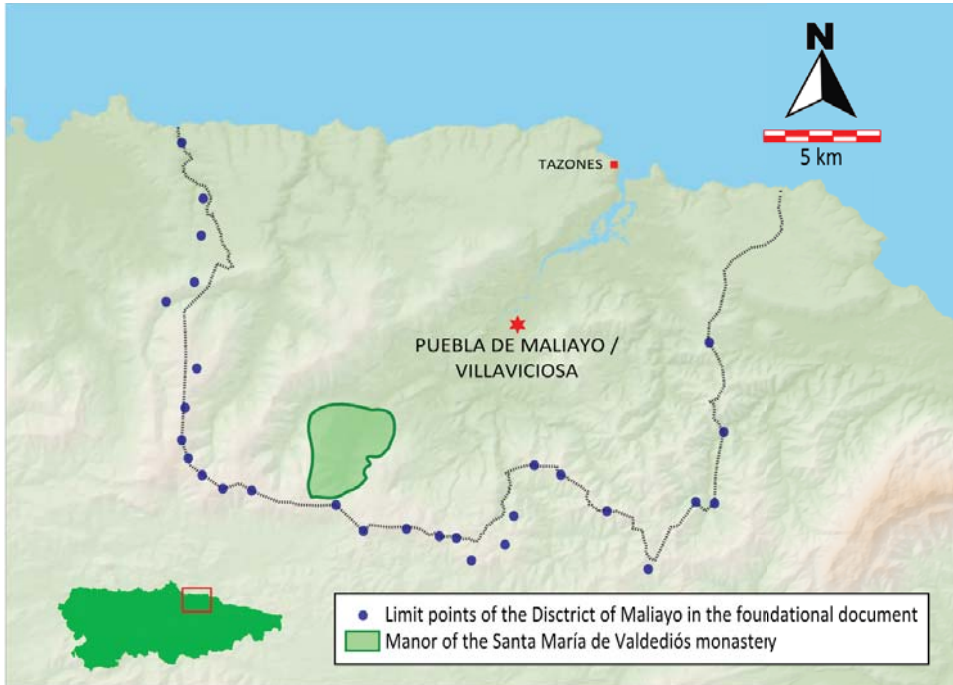 N
5 km
TAZONES
PUEBLA DE MALIAYO /
VILLAVICIOSA
Limit points of the Disctrict of Maliayo in the foundational document
Manor of the Santa María de Valdediós monastery